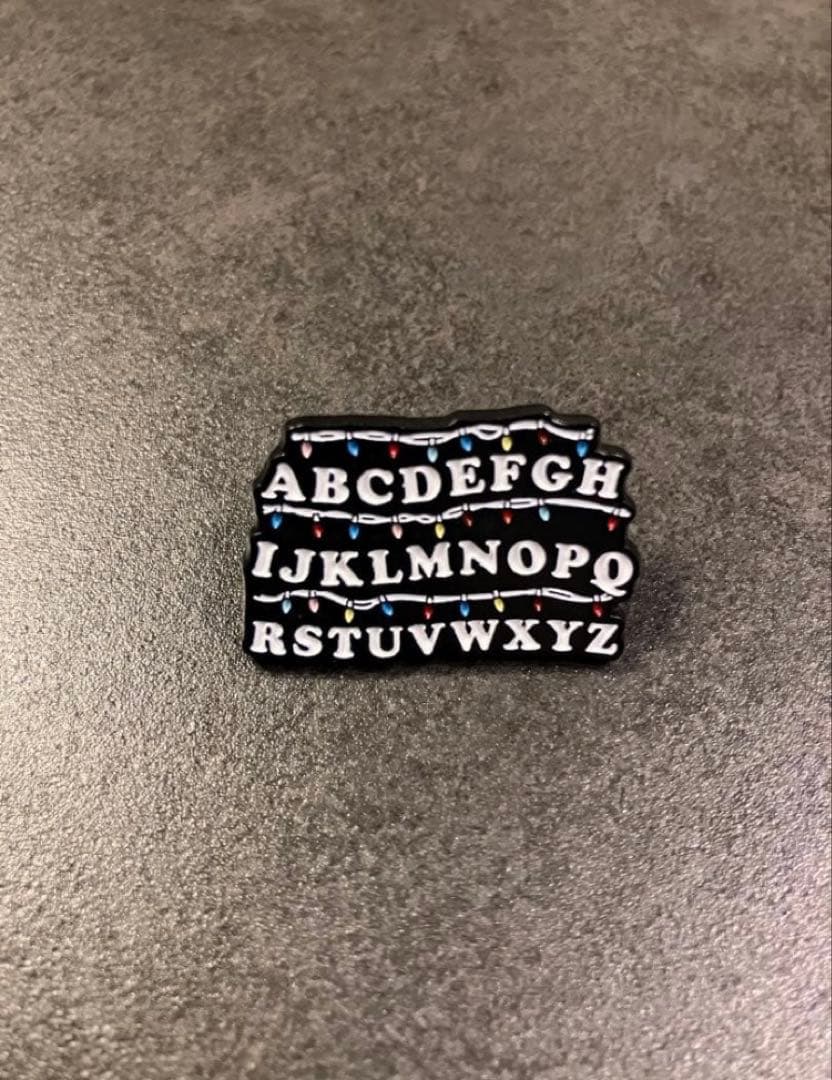 ABCDEFGH
IJKLMNOPQ
RSTUVWXYZ